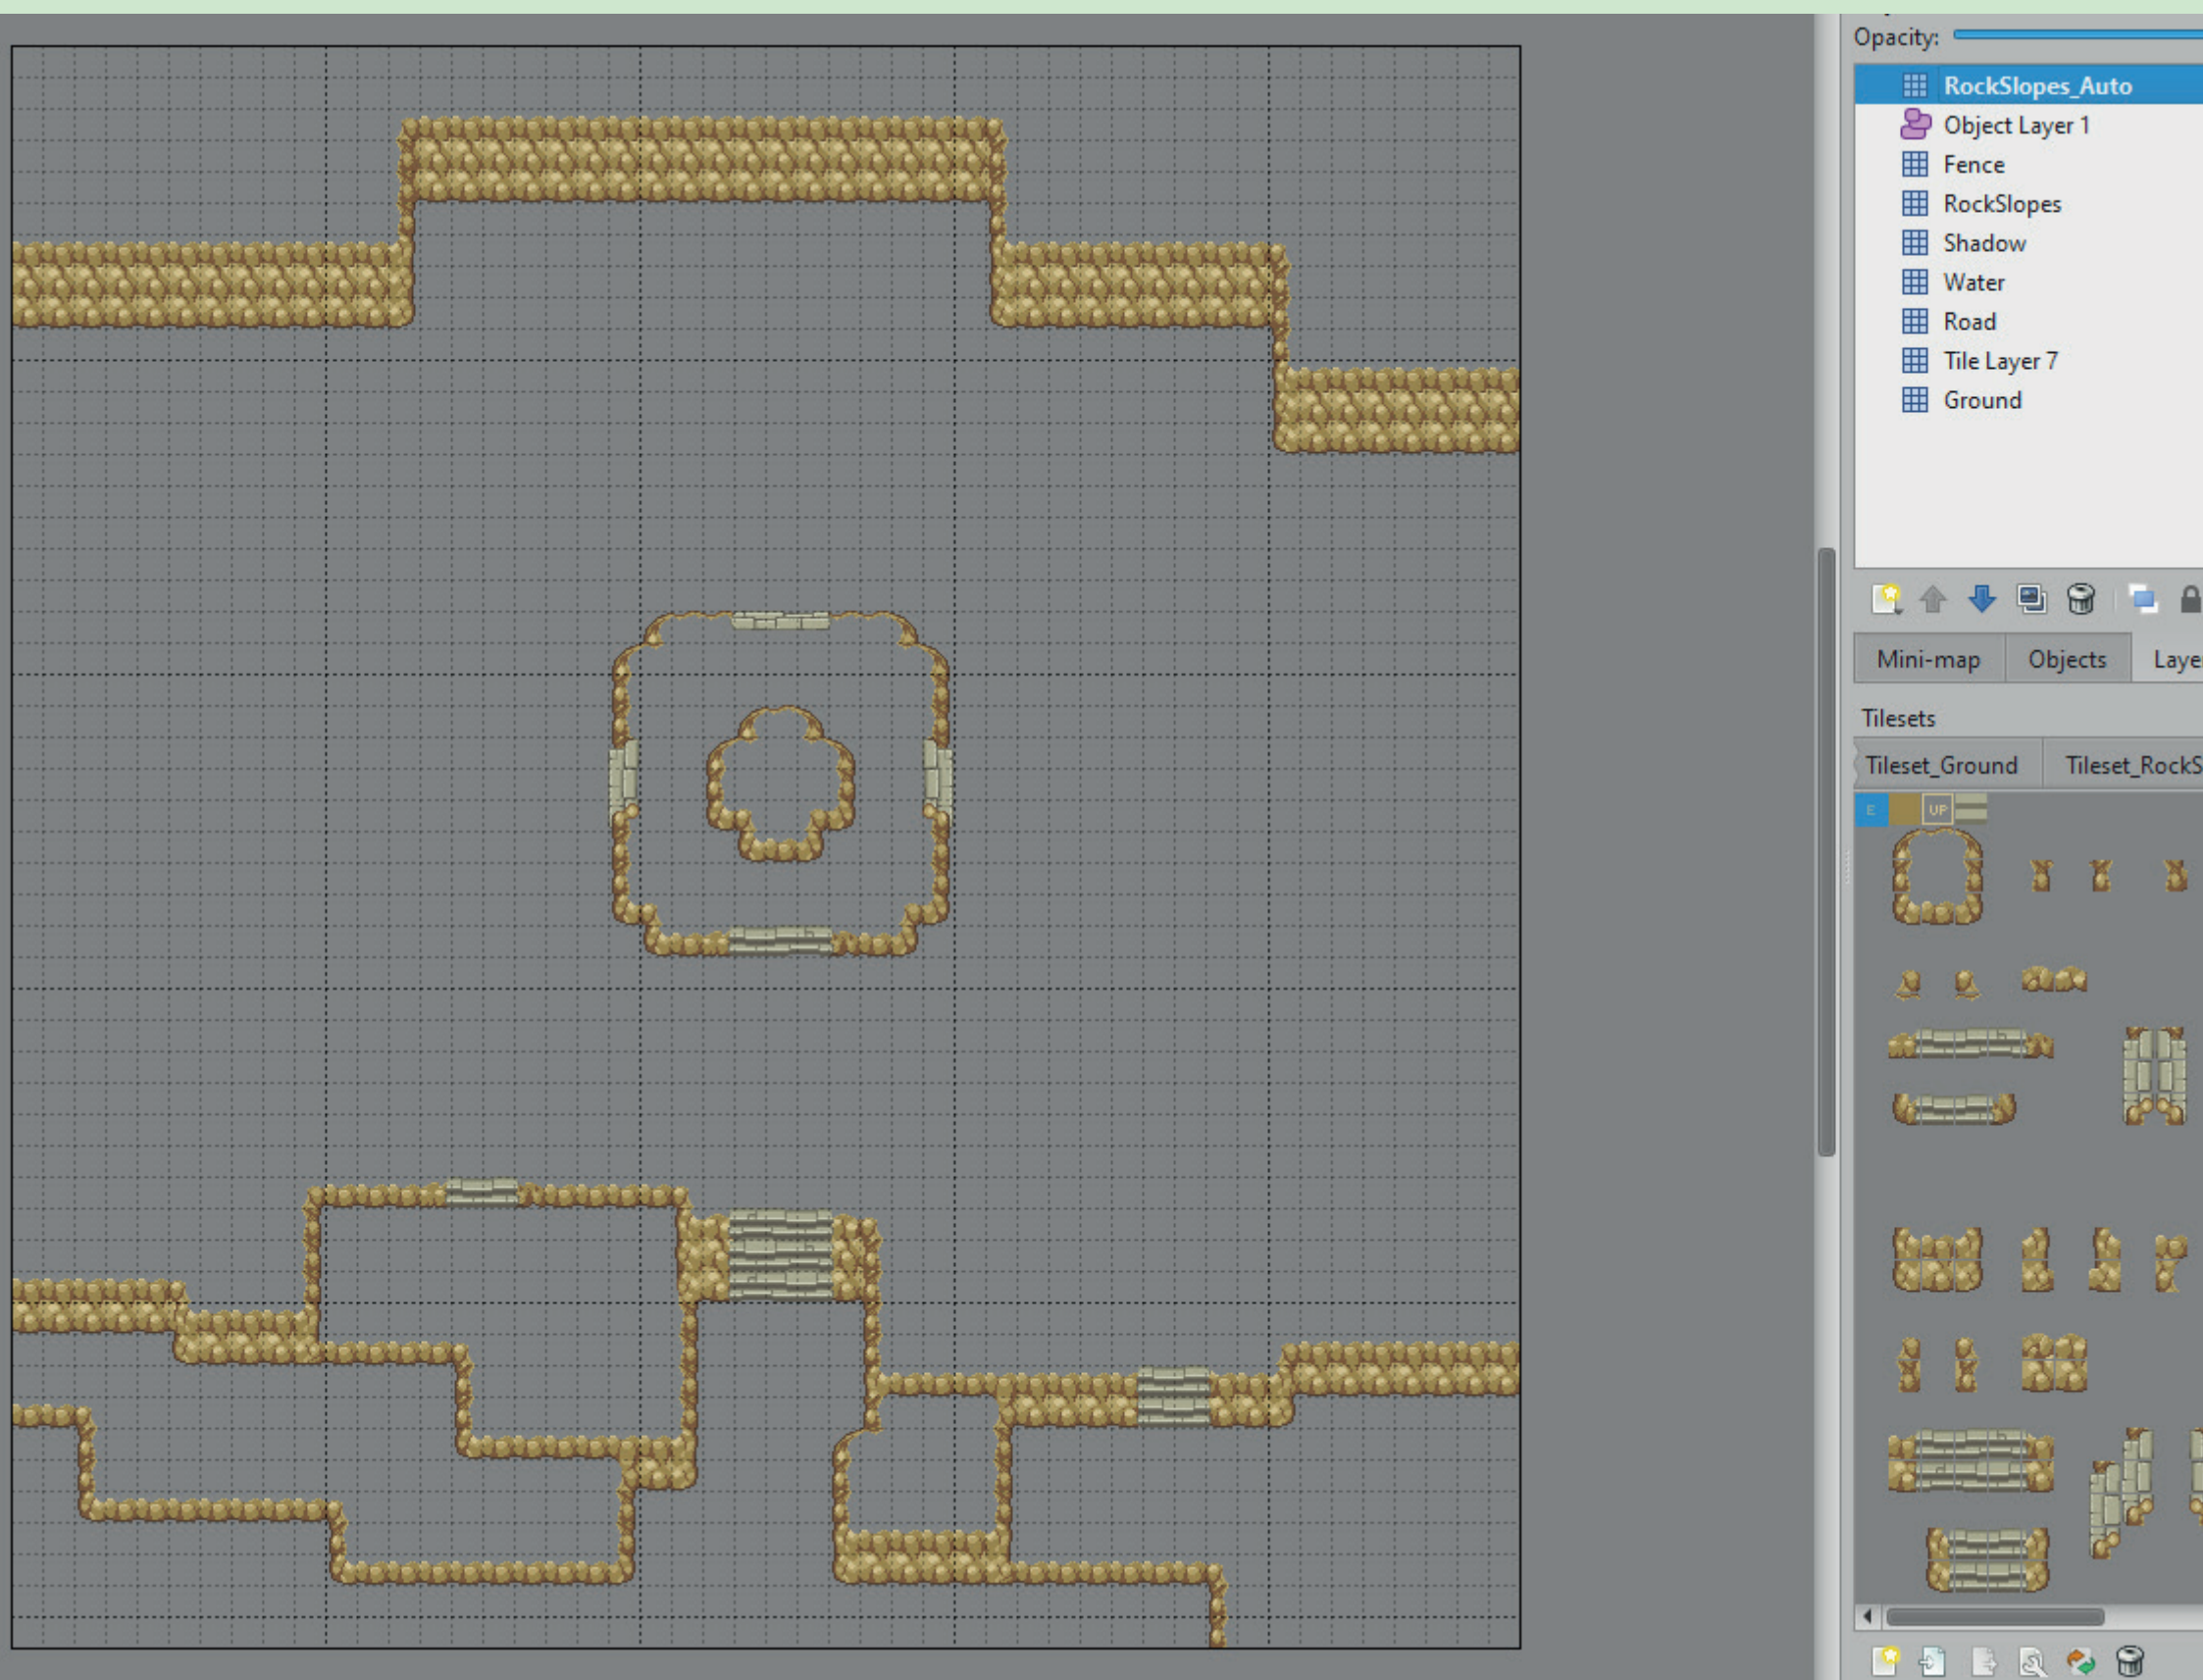 Opacity:
RockSlopes_Auto
Object Layer 1
Fence
RockSlopes
Shadow
Water
Road
Tile Layer 7
Ground
Mini-map Objects Laye
Tilesets
Tileset_Ground Tileset_RockS
E UP